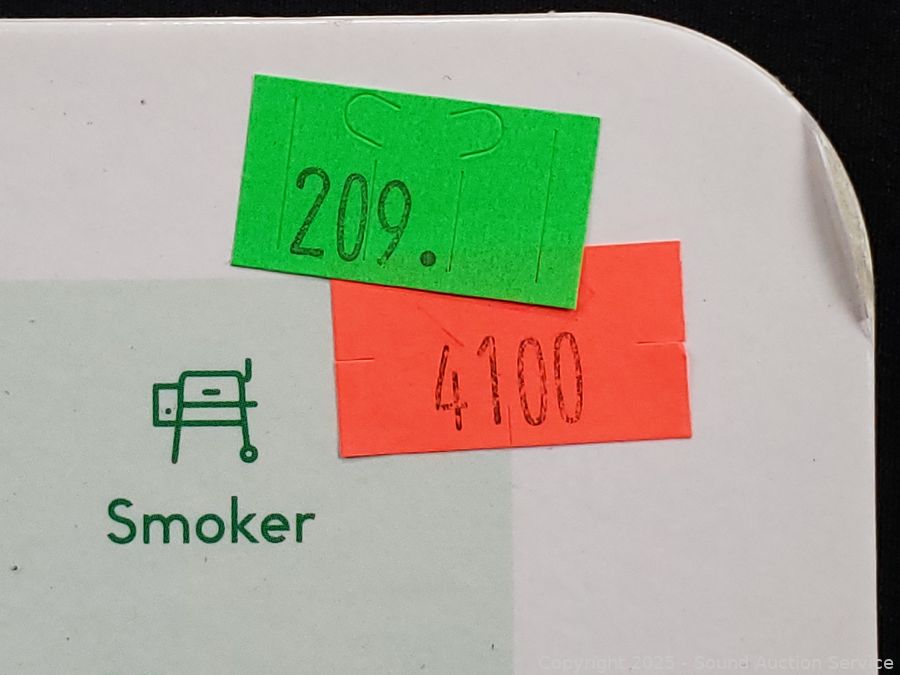 209.
4100
Smoker
Copyright 2025 - Sound Auction Service